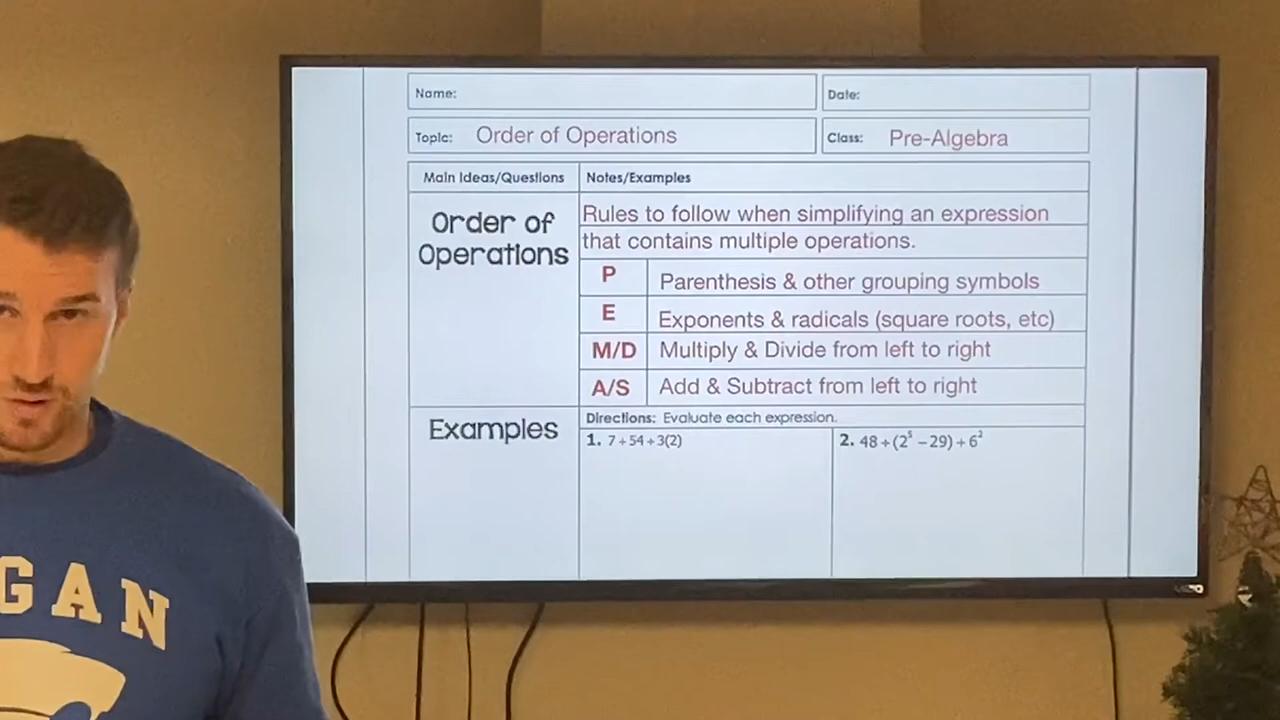 Name:
Date:
Topic: Order of Operations
Class: Pre-Algebra
Main Ideas/Questions
Notes/Examples
Order of
Operations
Rules to follow when simplifying an expression
that contains multiple operations.
P Parenthesis & other grouping symbols
E Exponents & radicals (square roots, etc)
M/D Multiply & Divide from left to right
A/S Add & Subtract from left to right
Examples
Directions: Evaluate each expression.
1. 7 + 54 ÷ 3(2)
2. 48 ÷ (2⁵ – 29) + 6²
GAN